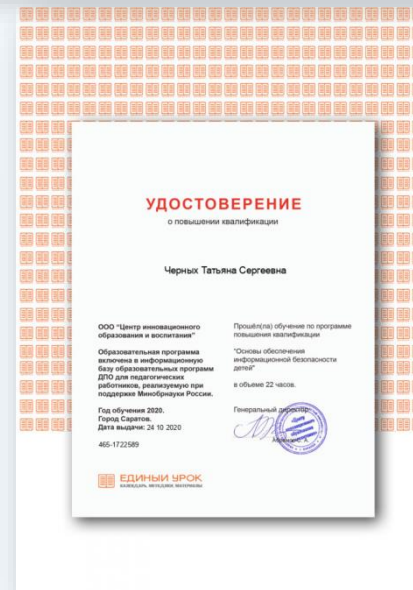 УДОСТОВЕРЕНИЕ
о повышении квалификации
Черных Татьяна Сергеевна
ООО "Центр инновационного
образования и воспитания"
Образовательная программа
включена в информационную
базу образовательных программ
ДПО для педагогических
работников, реализуемую при
поддержке Минобрнауки России.
Год обучения 2020.
Город Саратов.
Дата выдачи: 24 10 2020
465-1722589
Прошёл(ла) обучение по программе
повышения квалификации
"Основы обеспечения
информационной безопасности
детей"
в объеме 22 часов.
Генеральный директор
ЕДИНЫЙ УРОК
КАЛЕНДАРЬ, МЕТОДИКИ, МАТЕРИАЛЫ